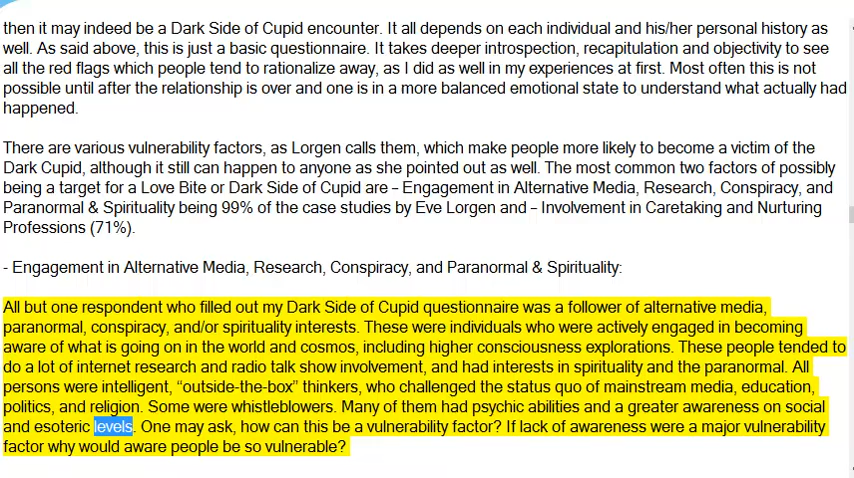 then it may indeed be a Dark Side of Cupid encounter. It all depends on each individual and his/her personal history as
well. As said above, this is just a basic questionnaire. It takes deeper introspection, recapitulation and objectivity to see
all the red flags which people tend to rationalize away, as I did as well in my experiences at first. Most often this is not
possible until after the relationship is over and one is in a more balanced emotional state to understand what actually had
happened.
There are various vulnerability factors, as Lorgen calls them, which make people more likely to become a victim of the
Dark Cupid, although it still can happen to anyone as she pointed out as well. The most common two factors of possibly
being a target for a Love Bite or Dark Side of Cupid are – Engagement in Alternative Media, Research, Conspiracy, and
Paranormal & Spirituality being 99% of the case studies by Eve Lorgen and – Involvement in Caretaking and Nurturing
Professions (71%).
- Engagement in Alternative Media, Research, Conspiracy, and Paranormal & Spirituality:
All but one respondent who filled out my Dark Side of Cupid questionnaire was a follower of alternative media,
paranormal, conspiracy, and/or spirituality interests. These were individuals who were actively engaged in becoming
aware of what is going on in the world and cosmos, including higher consciousness explorations. These people tended to
do a lot of internet research and radio talk show involvement, and had interests in spirituality and the paranormal. All
persons were intelligent, “outside-the-box” thinkers, who challenged the status quo of mainstream media, education,
politics, and religion. Some were whistleblowers. Many of them had psychic abilities and a greater awareness on social
and esoteric levels. One may ask, how can this be a vulnerability factor? If lack of awareness were a major vulnerability
factor why would aware people be so vulnerable?